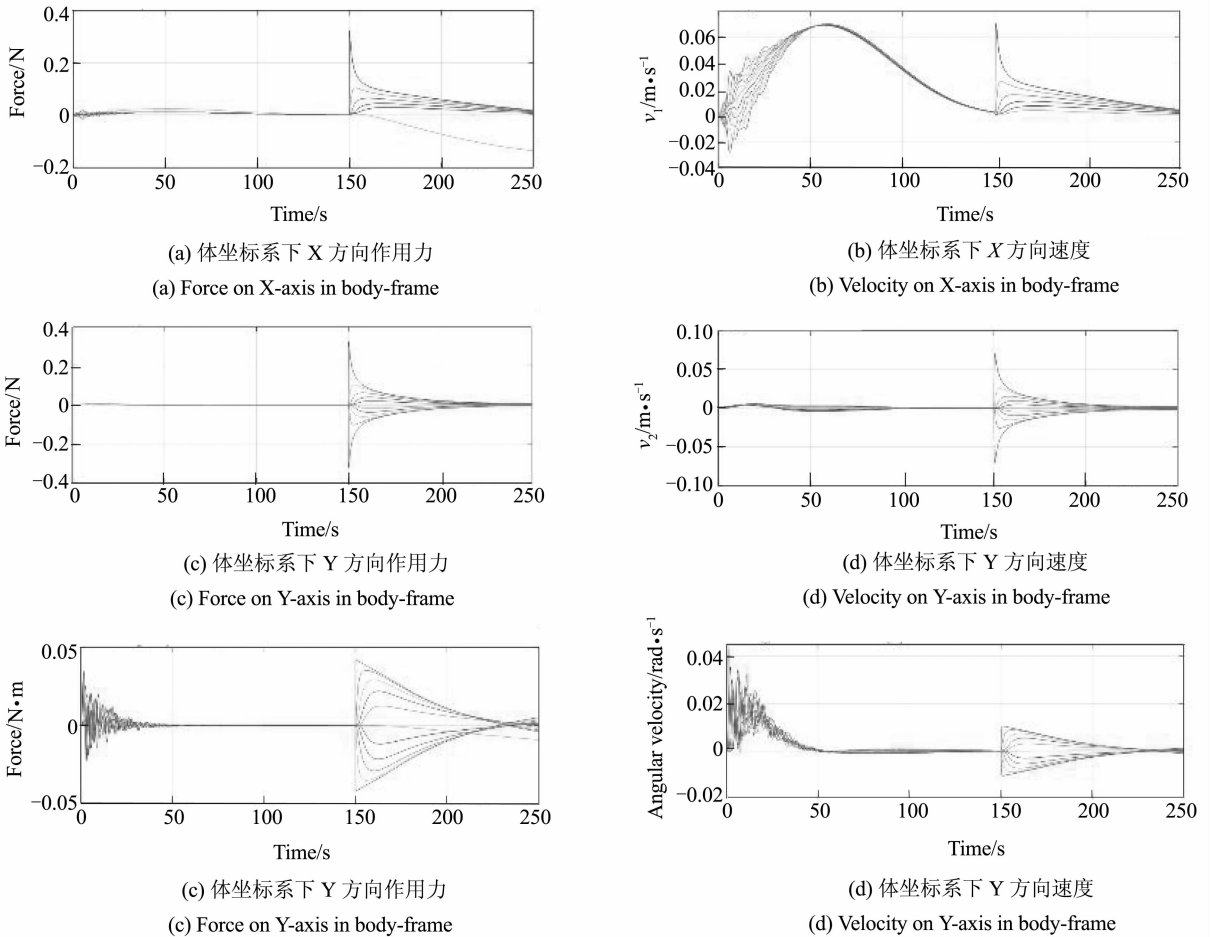 0.4
0.2
0
−0.2
Force/N
0 50 100 150 200 250
Time/s
(a) 体坐标系下 X 方向作用力
(a) Force on X-axis in body-frame
0.06
0.04
0.02
0
−0.02
−0.04
v₁/m•s⁻¹
0 50 100 150 200 250
Time/s
(b) 体坐标系下 X 方向速度
(b) Velocity on X-axis in body-frame
0.4
0.2
0
−0.2
−0.4
Force/N
0 50 100 150 200 250
Time/s
(c) 体坐标系下 Y 方向作用力
(c) Force on Y-axis in body-frame
0.10
0.05
0
−0.05
−0.10
v₂/m•s⁻¹
0 50 100 150 200 250
Time/s
(d) 体坐标系下 Y 方向速度
(d) Velocity on Y-axis in body-frame
0.05
0
−0.05
Force/N•m
0 50 100 150 200 250
Time/s
(c) 体坐标系下 Y 方向作用力
(c) Force on Y-axis in body-frame
0.04
0.02
0
−0.02
Angular velocity/rad•s⁻¹
0 50 100 150 200 250
Time/s
(d) 体坐标系下 Y 方向速度
(d) Velocity on Y-axis in body-frame